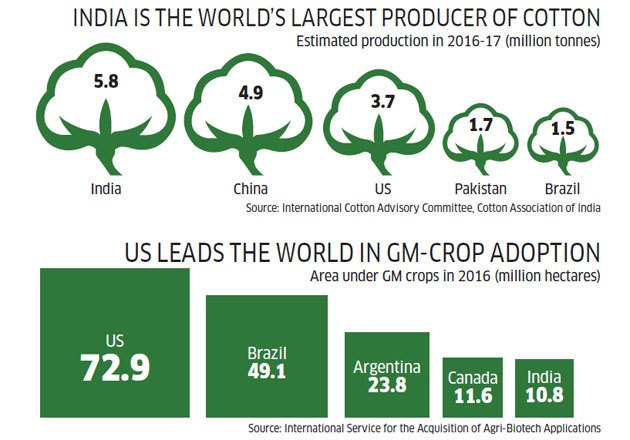 INDIA IS THE WORLD'S LARGEST PRODUCER OF COTTON
Estimated production in 2016-17 (million tonnes)
5.8
4.9
3.7
1.7
1.5
India
China
US
Pakistan
Brazil
Source: International Cotton Advisory Committee, Cotton Association of India
US LEADS THE WORLD IN GM-CROP ADOPTION
Area under GM crops in 2016 (million hectares)
US
72.9
Brazil
49.1
Argentina
23.8
Canada
11.6
India
10.8
Source: International Service for the Acquisition of Agri-Biotech Applications